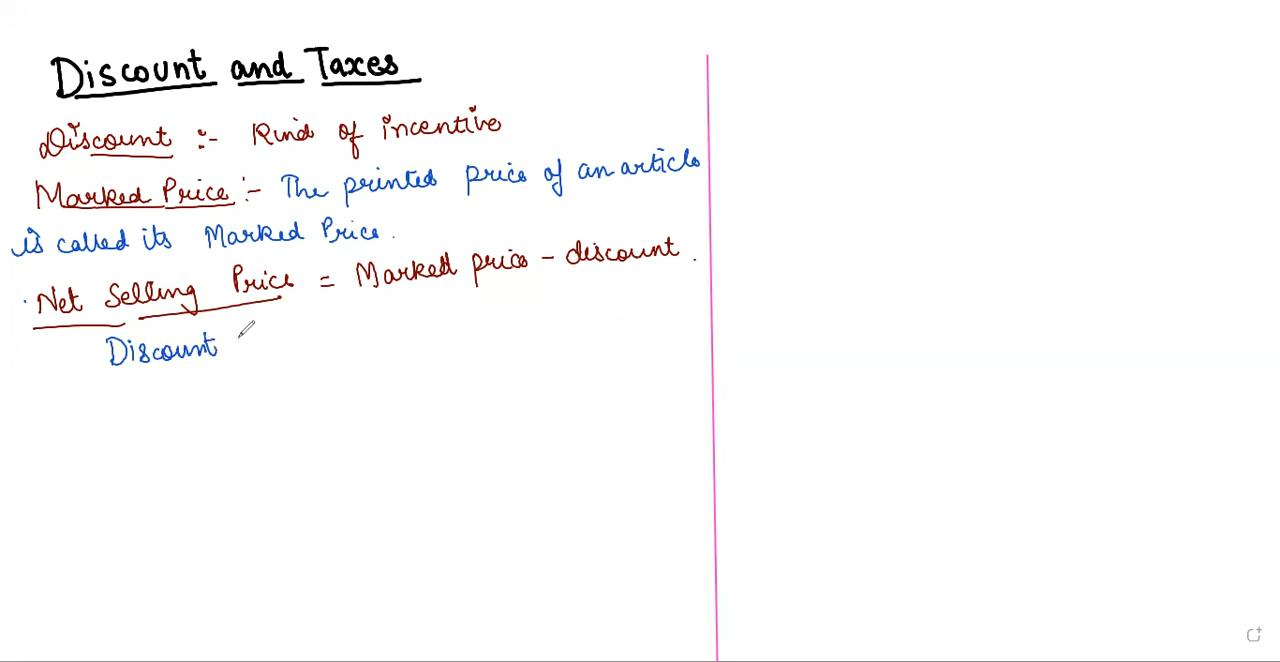 Discount and Taxes
Discount :- Kind of incentive
Marked Price :- The printed price of an article
is called its Marked Price.
· Net Selling Price = Marked price - discount.
Discount